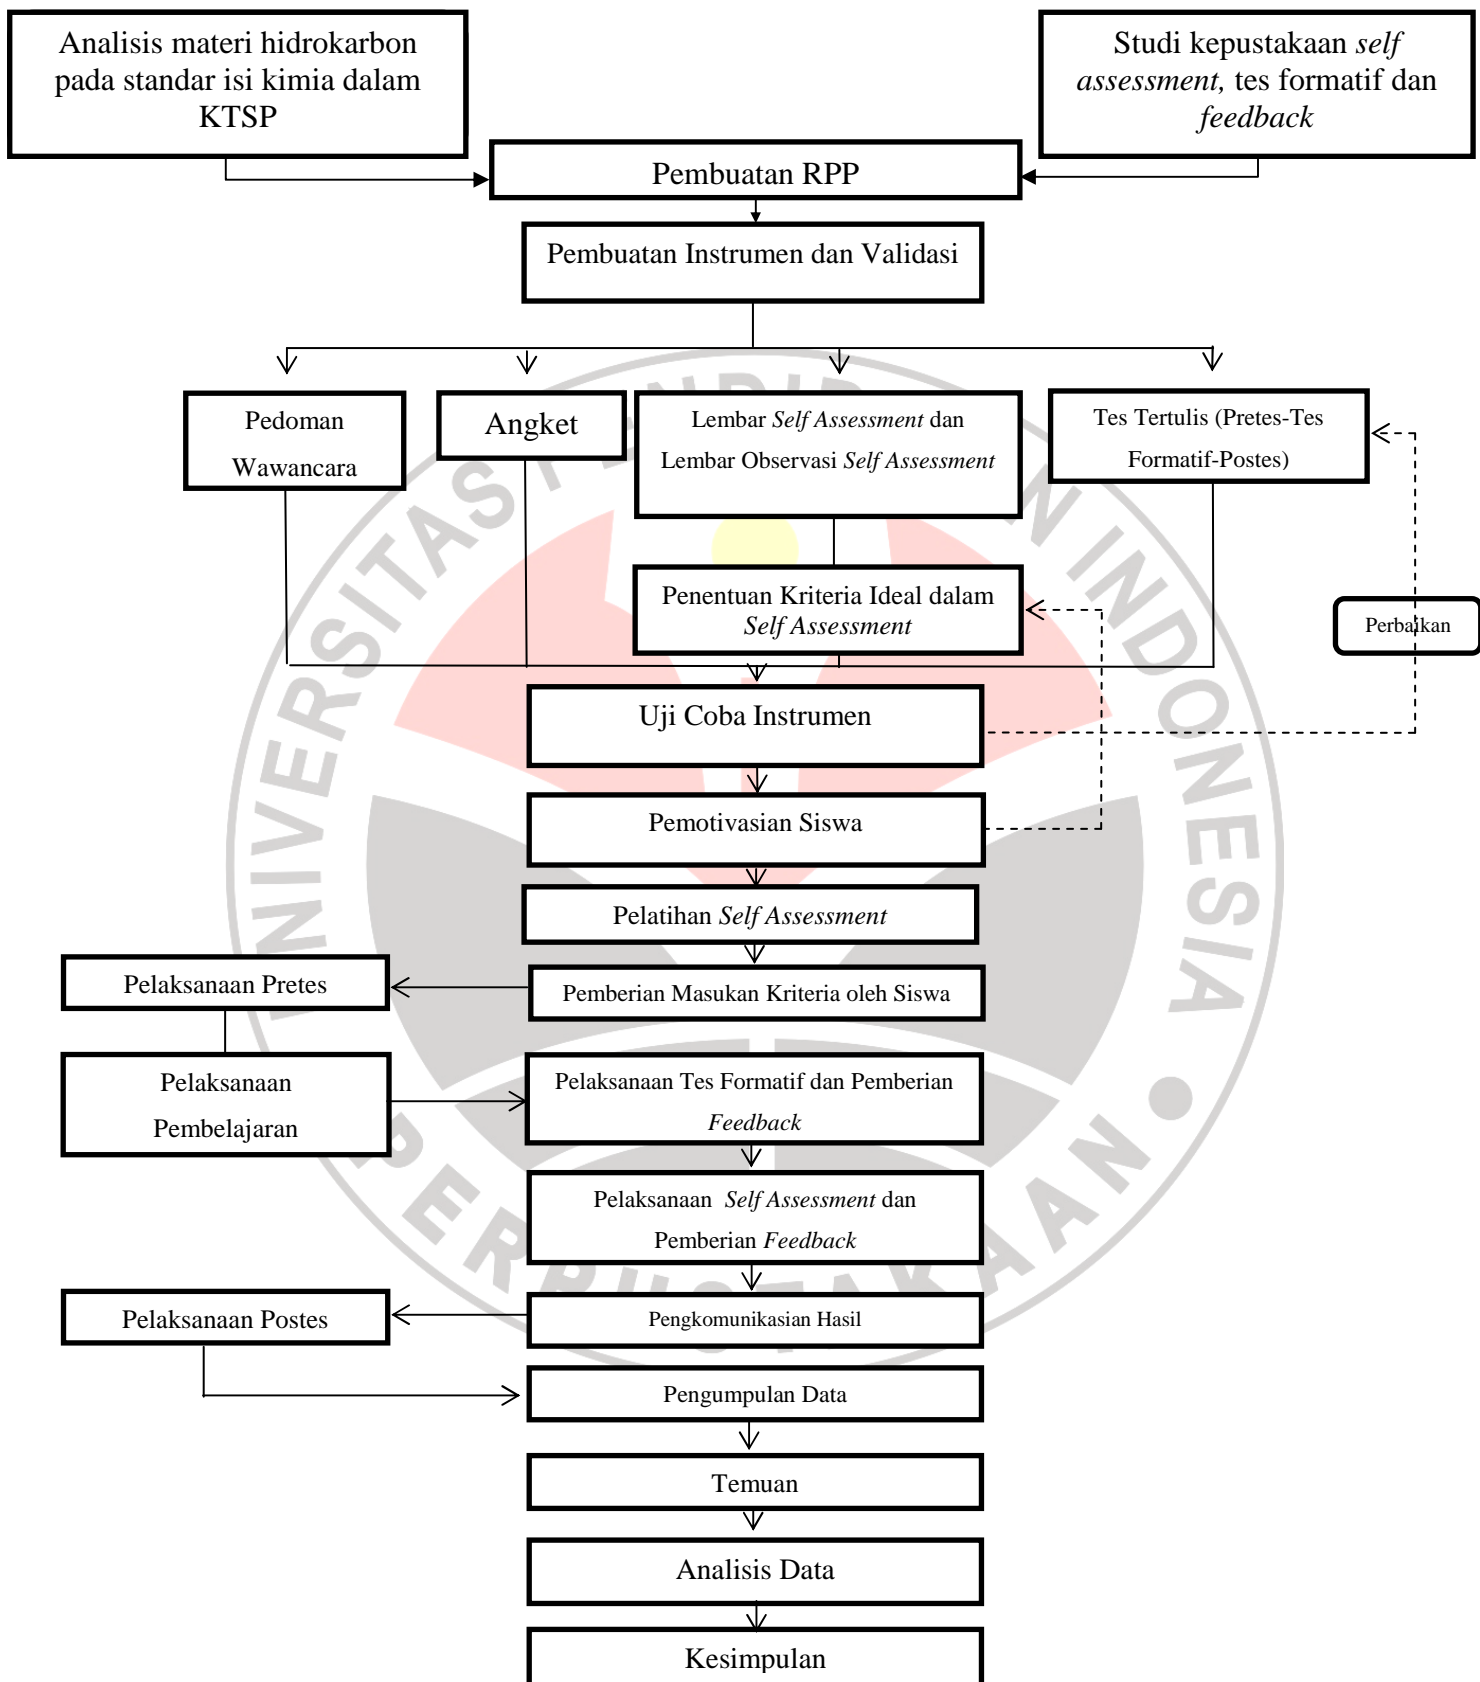 Analisis materi hidrokarbon
pada standar isi kimia dalam
KTSP
Studi kepustakaan self
assessment, tes formatif dan
feedback
Pembuatan RPP
Pembuatan Instrumen dan Validasi
Pedoman
Wawancara
Angket
Lembar Self Assessment dan
Lembar Observasi Self Assessment
Tes Tertulis (Pretes-Tes
Formatif-Postes)
Penentuan Kriteria Ideal dalam
Self Assessment
Perbaikan
Uji Coba Instrumen
Pemotivasian Siswa
Pelatihan Self Assessment
Pelaksanaan Pretes
Pemberian Masukan Kriteria oleh Siswa
Pelaksanaan
Pembelajaran
Pelaksanaan Tes Formatif dan Pemberian
Feedback
Pelaksanaan Self Assessment dan
Pemberian Feedback
Pelaksanaan Postes
Pengkomunikasian Hasil
Pengumpulan Data
Temuan
Analisis Data
Kesimpulan
UNIVERSITAS PENDIDIKAN INDONESIA
PERPUSTAKAAN